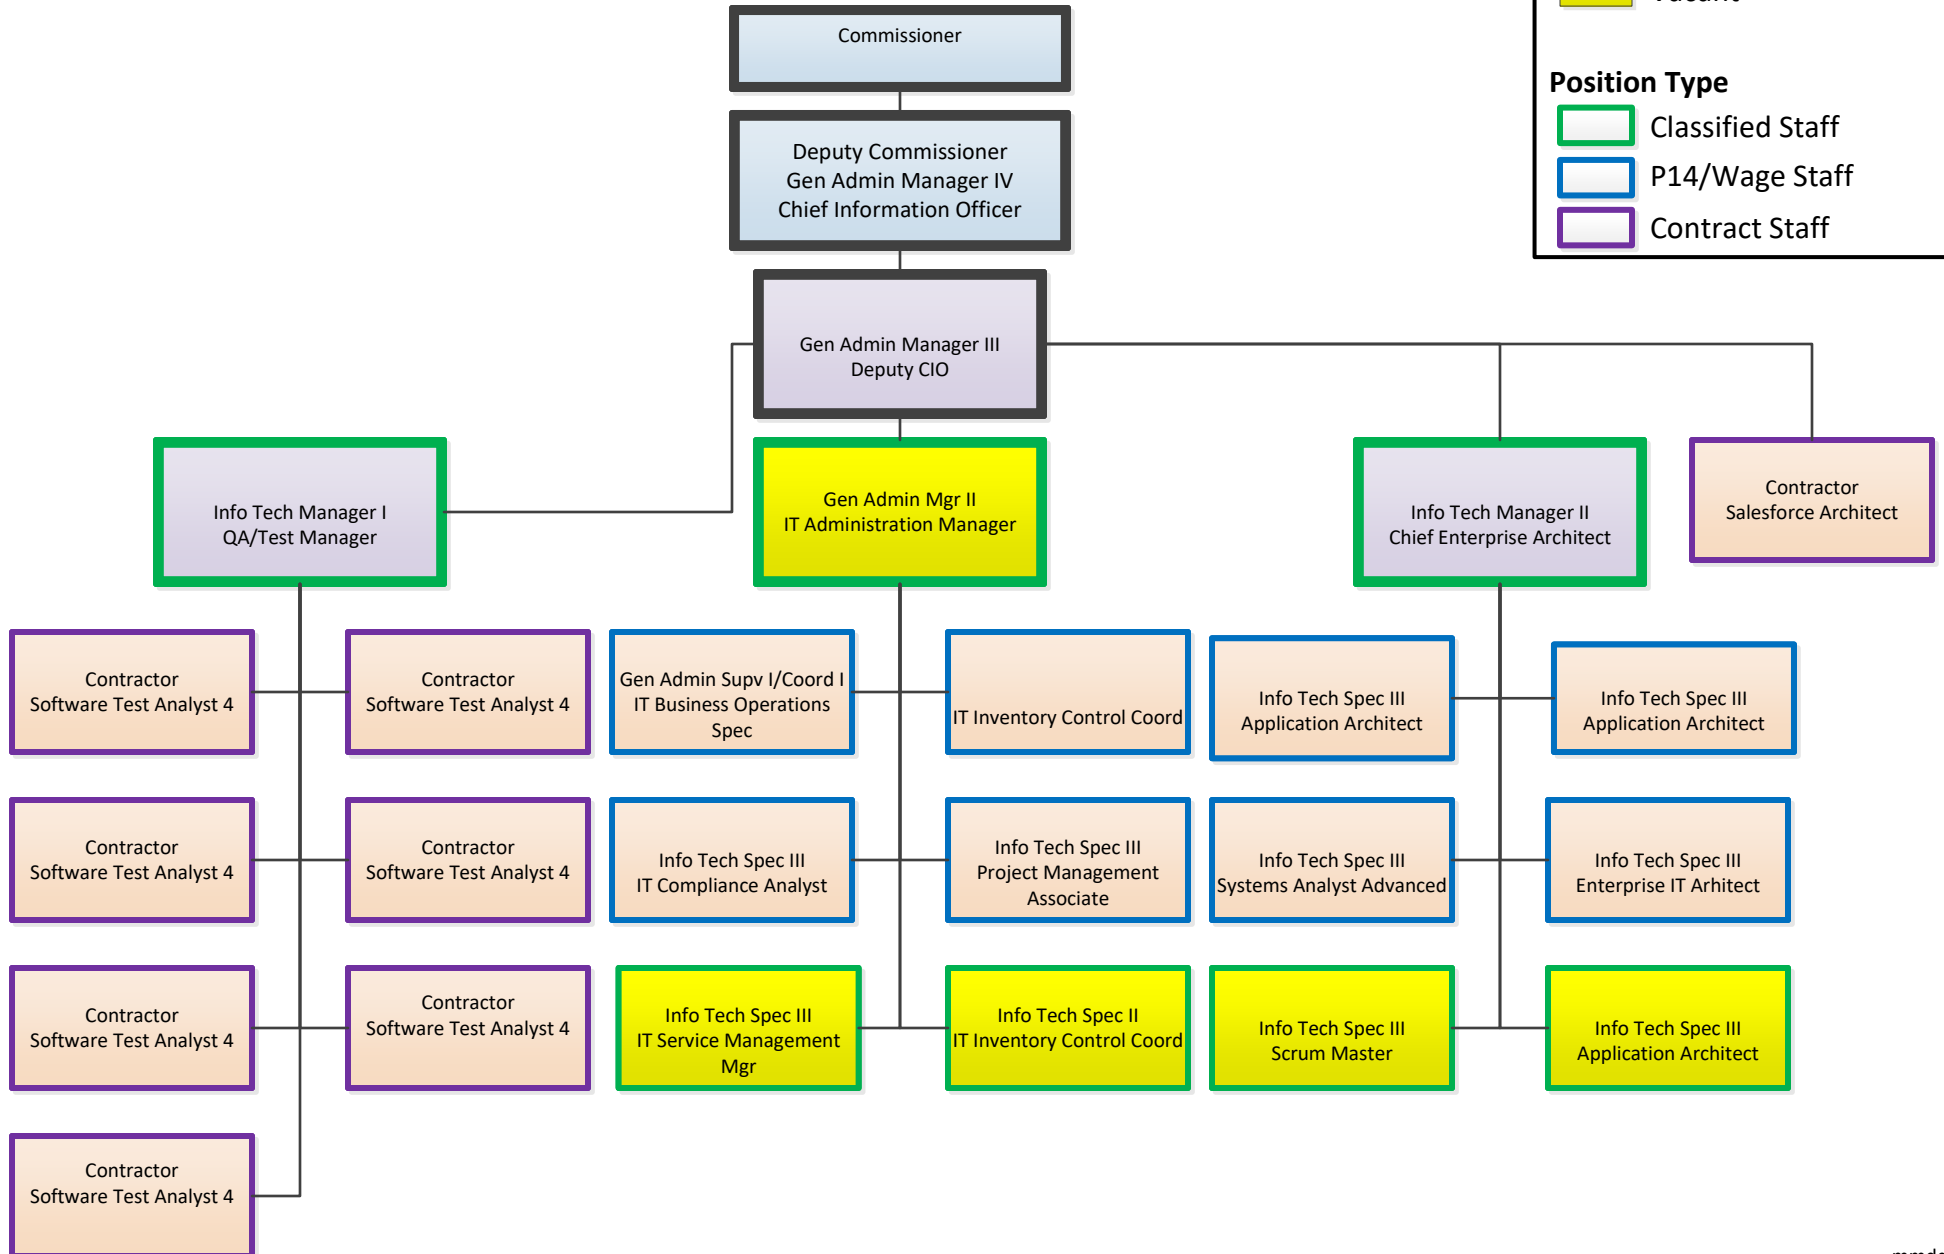 Commissioner
Vacant
Position Type
Classified Staff
P14/Wage Staff
Contract Staff
Deputy Commissioner
Gen Admin Manager IV
Chief Information Officer
Gen Admin Manager III
Deputy CIO
Info Tech Manager I
QA/Test Manager
Gen Admin Mgr II
IT Administration Manager
Info Tech Manager II
Chief Enterprise Architect
Contractor
Salesforce Architect
Contractor
Software Test Analyst 4
Contractor
Software Test Analyst 4
Gen Admin Supv I/Coord I
IT Business Operations
Spec
IT Inventory Control Coord
Info Tech Spec III
Application Architect
Info Tech Spec III
Application Architect
Contractor
Software Test Analyst 4
Contractor
Software Test Analyst 4
Info Tech Spec III
IT Compliance Analyst
Info Tech Spec III
Project Management
Associate
Info Tech Spec III
Systems Analyst Advanced
Info Tech Spec III
Enterprise IT Arhitect
Contractor
Software Test Analyst 4
Contractor
Software Test Analyst 4
Info Tech Spec III
IT Service Management
Mgr
Info Tech Spec II
IT Inventory Control Coord
Info Tech Spec III
Scrum Master
Info Tech Spec III
Application Architect
Contractor
Software Test Analyst 4